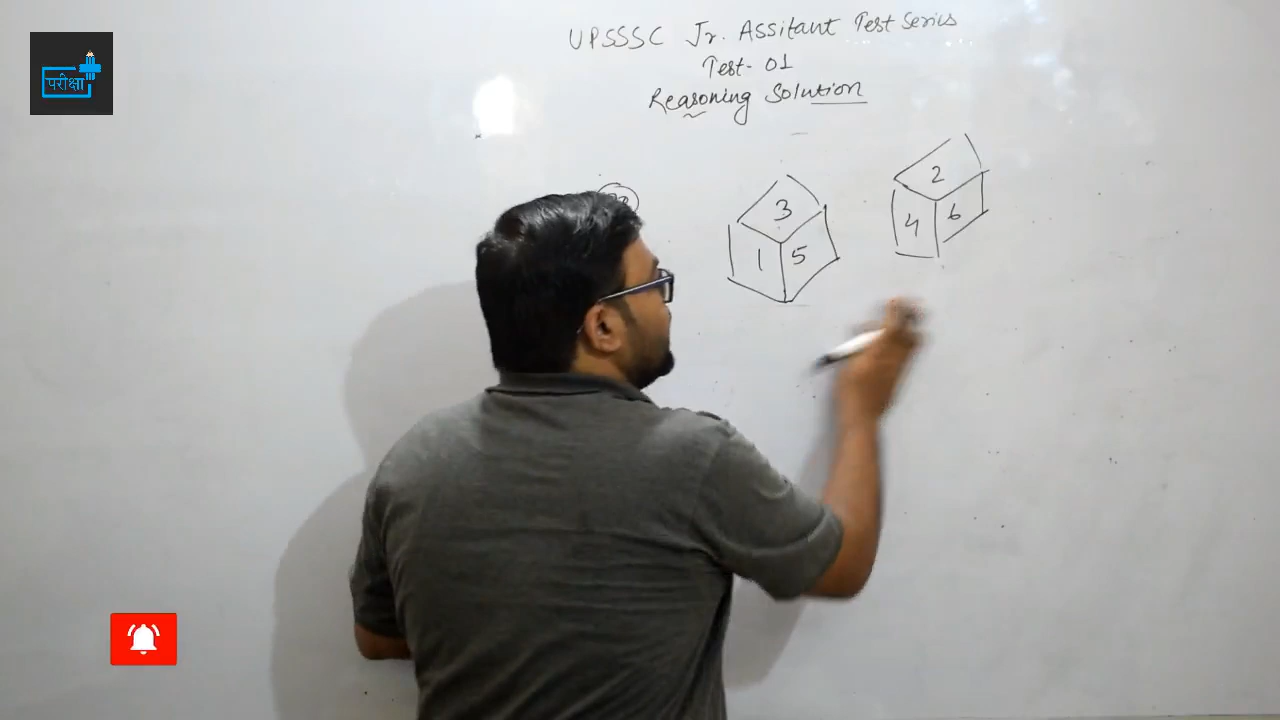 परीक्षा
UPSSSC Jr. Assitant Test Series
Test- 01
Reasoning Solution
3
1 5
2
4 6